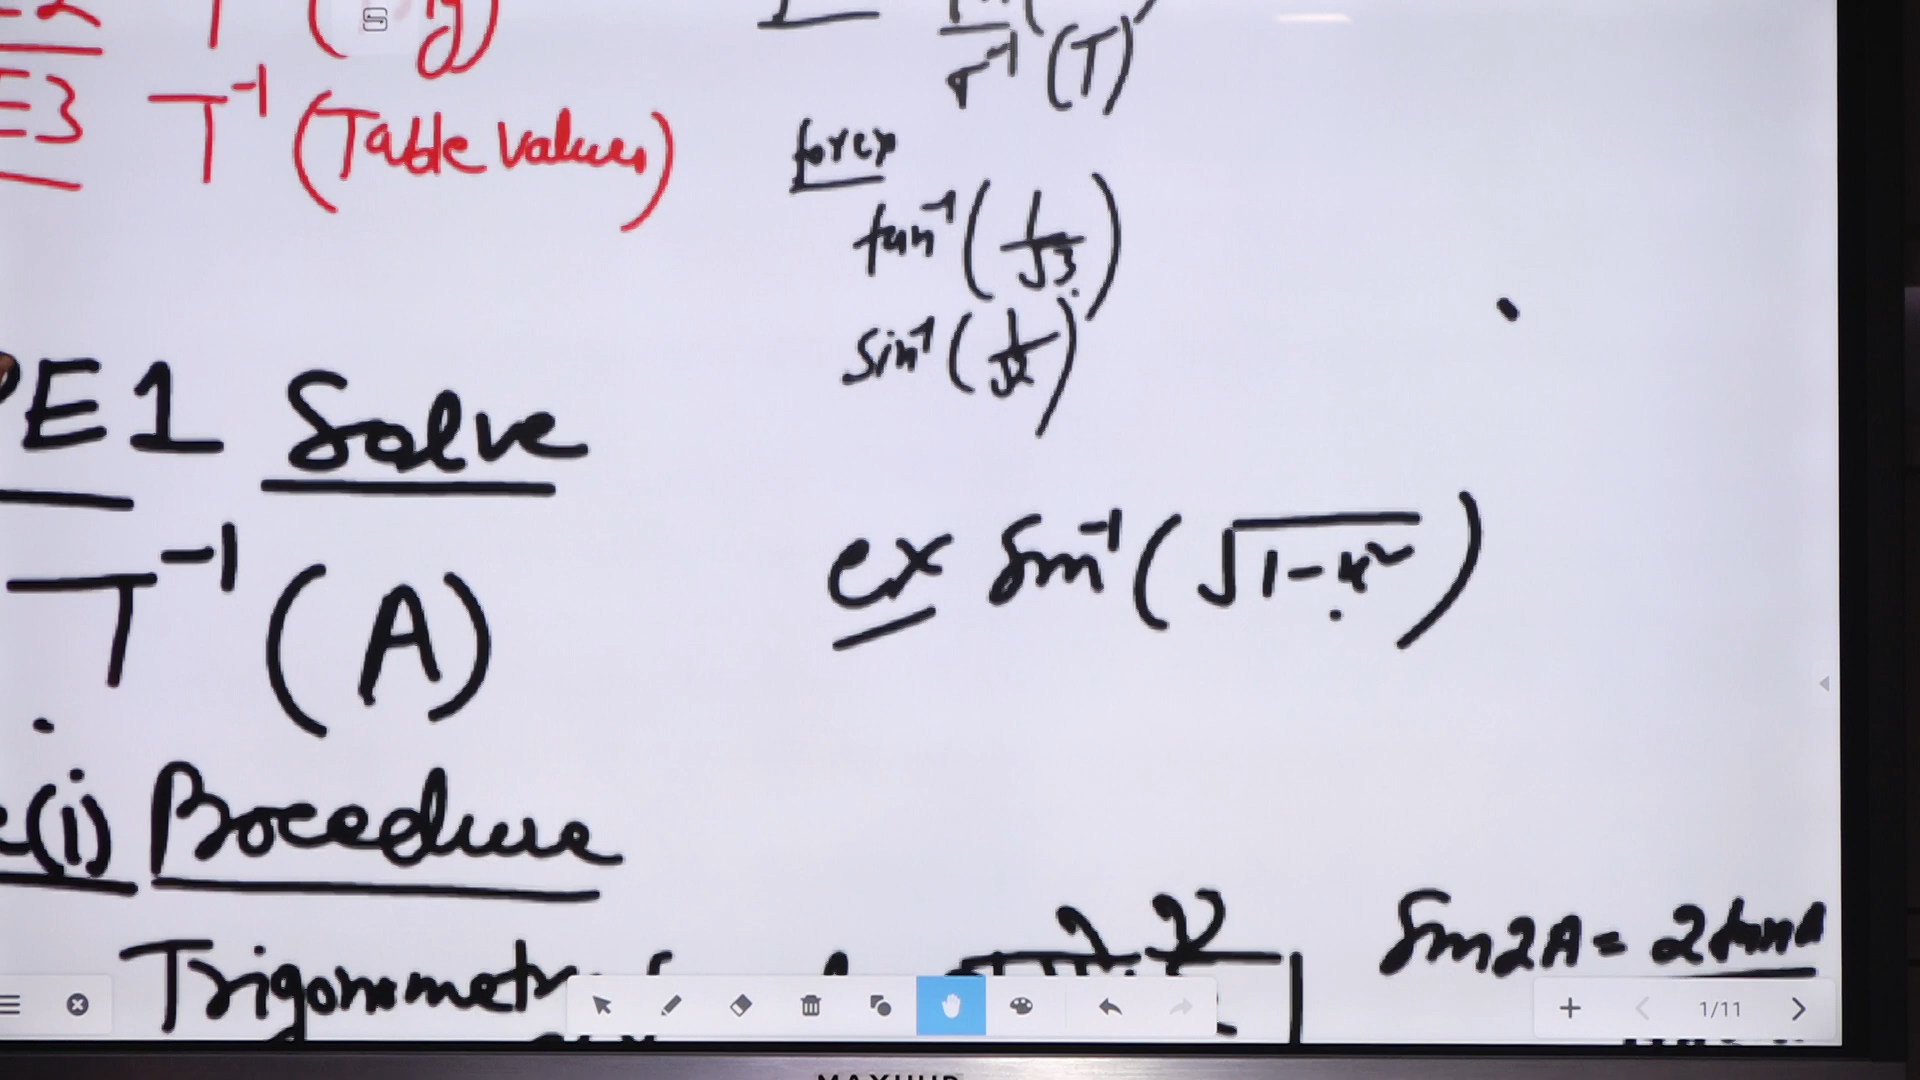 T
E3 T⁻¹ (Table values)
T⁻¹ (T)
for ex
tan⁻¹ (1/√3)
sin⁻¹ (1/√2)
PE1 Solve
T⁻¹ (A)
ex Sin⁻¹ (√1-x²)
(i) Procedure
Sin2A = 2tanA
Trigonometr
1/11